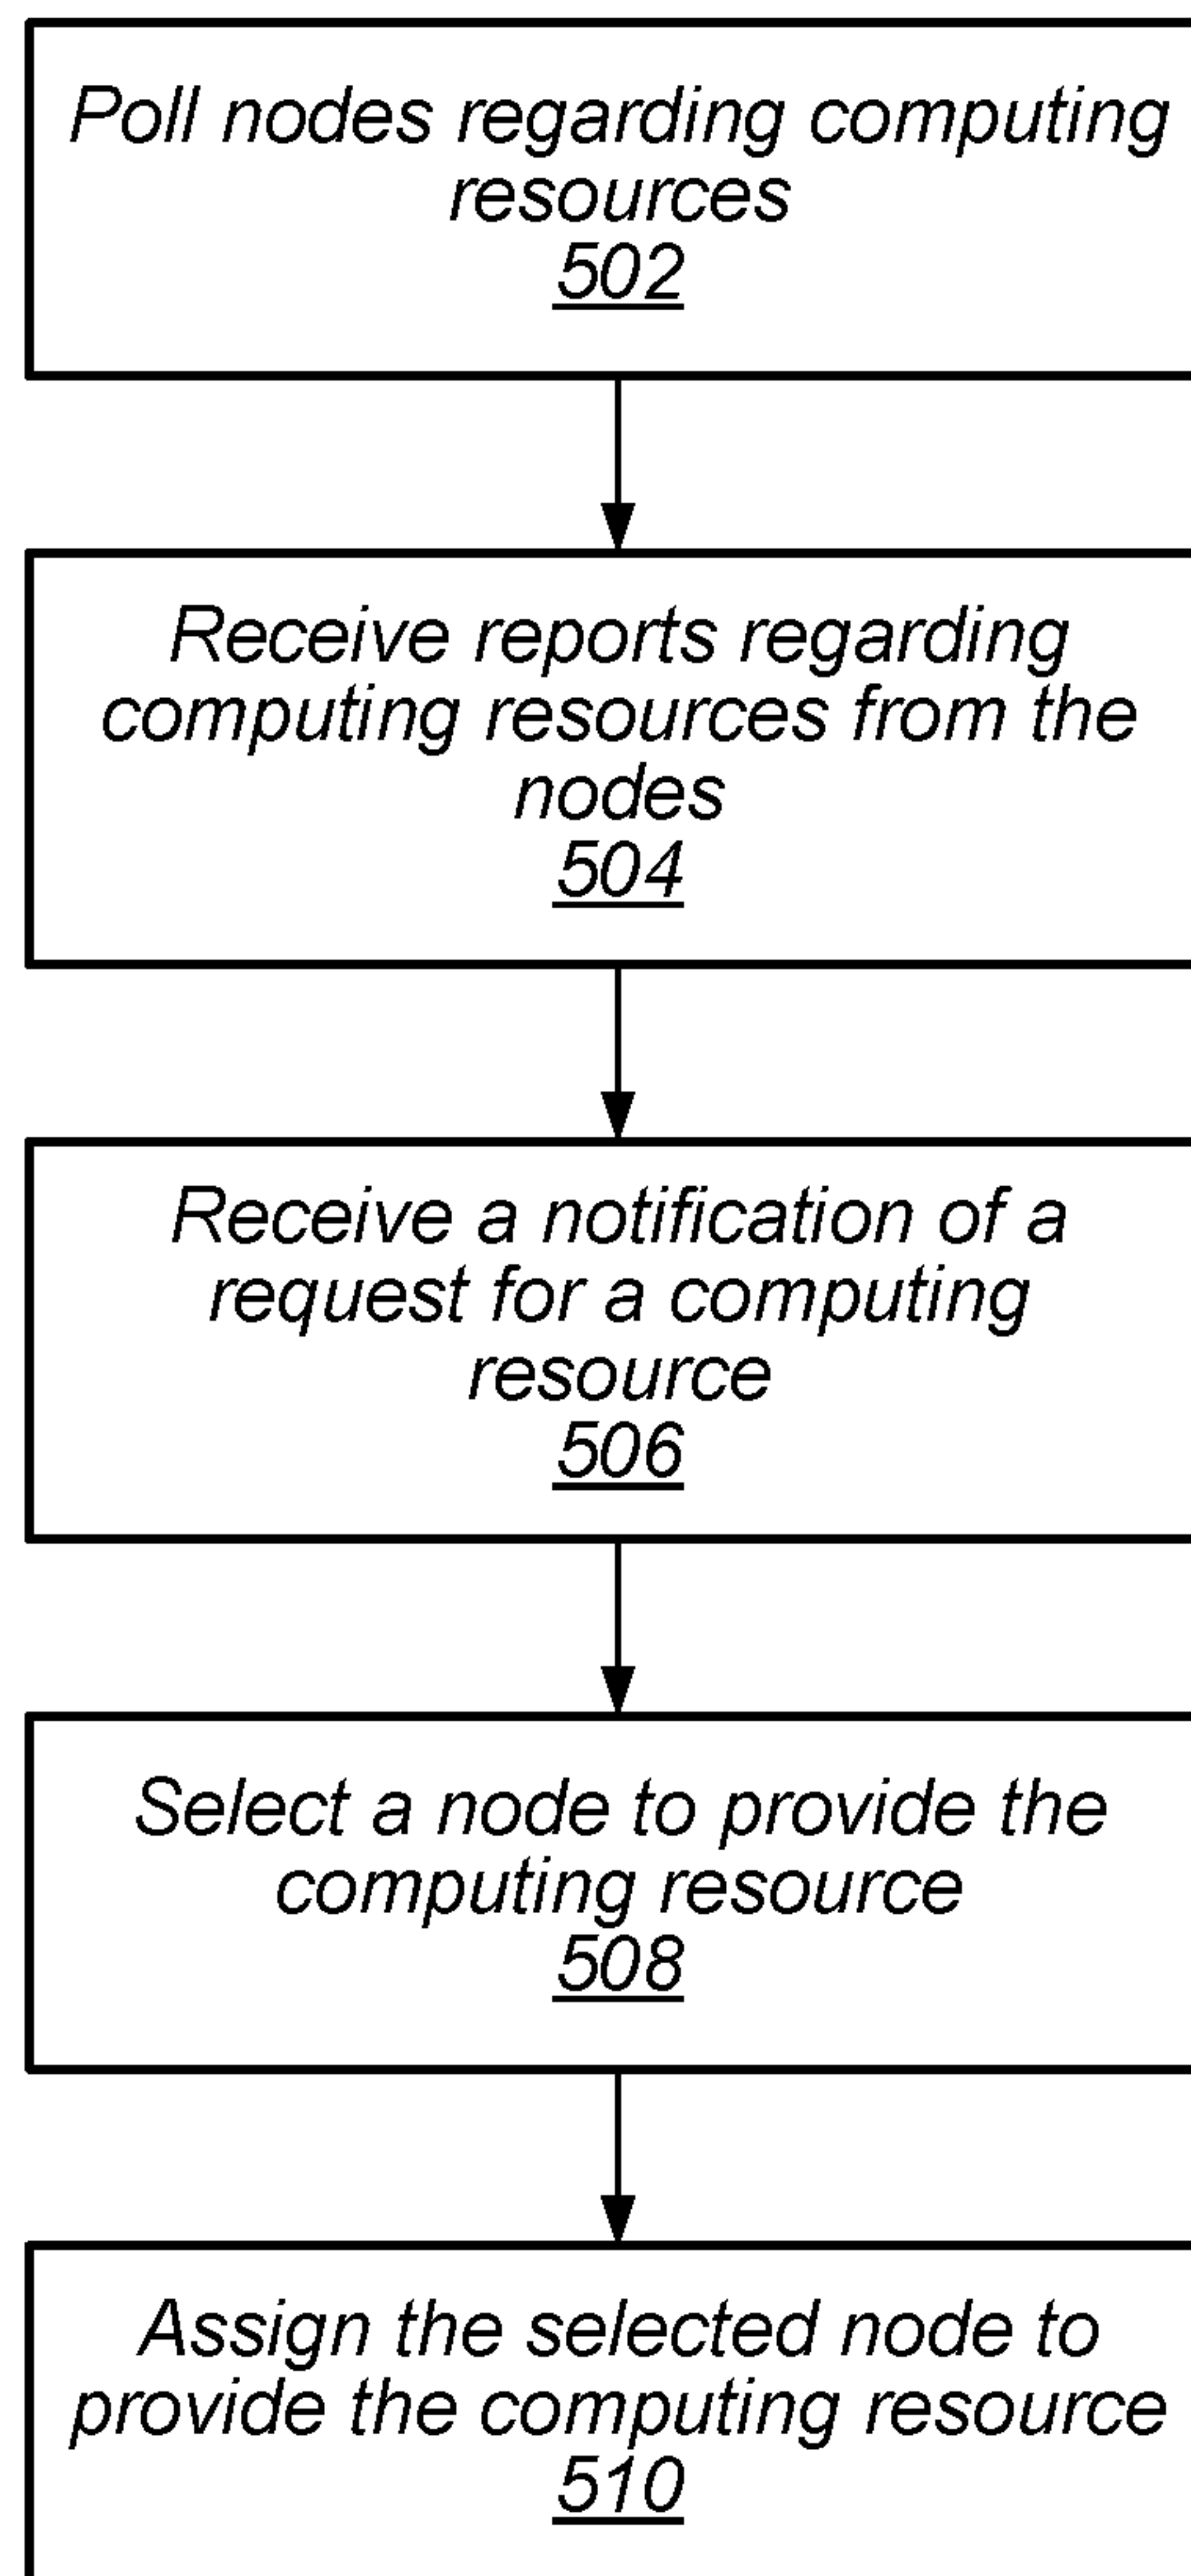 Poll nodes regarding computing
resources
502
Receive reports regarding
computing resources from the
nodes
504
Receive a notification of a
request for a computing
resource
506
Select a node to provide the
computing resource
508
Assign the selected node to
provide the computing resource
510